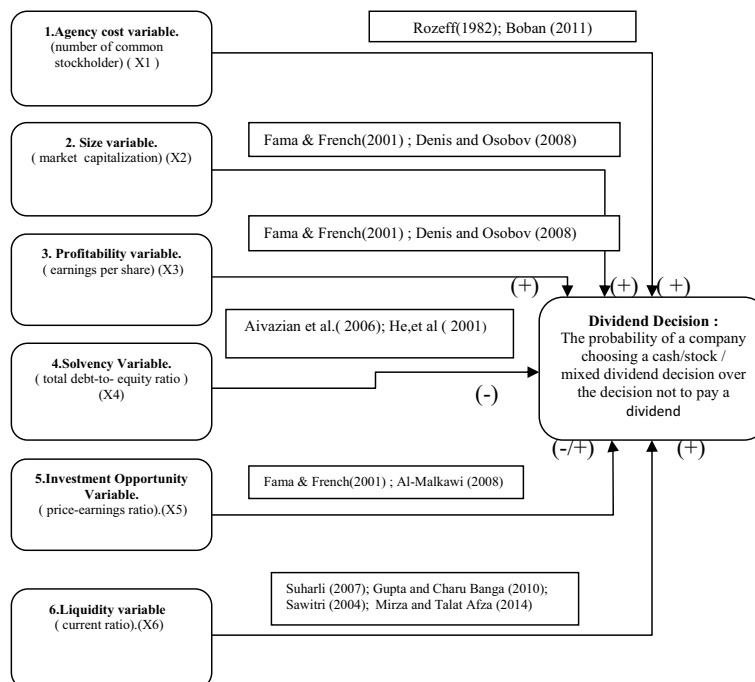 1.Agency cost variable.
(number of common
stockholder) ( X1 )
Rozeff(1982); Boban (2011)
2. Size variable.
( market capitalization) (X2)
Fama & French(2001) ; Denis and Osobov (2008)
3. Profitability variable.
( earnings per share) (X3)
Fama & French(2001) ; Denis and Osobov (2008)
(+)
(+)
( +)
4.Solvency Variable.
( total debt-to- equity ratio )
(X4)
Aivazian et al.( 2006); He,et al ( 2001)
(-)
Dividend Decision :
The probability of a company
choosing a cash/stock /
mixed dividend decision over
the decision not to pay a
dividend
(-/+)
(+)
5.Investment Opportunity
Variable.
( price-earnings ratio).(X5)
Fama & French(2001) ; Al-Malkawi (2008)
6.Liquidity variable
( current ratio).(X6)
Suharli (2007); Gupta and Charu Banga (2010);
Sawitri (2004); Mirza and Talat Afza (2014)